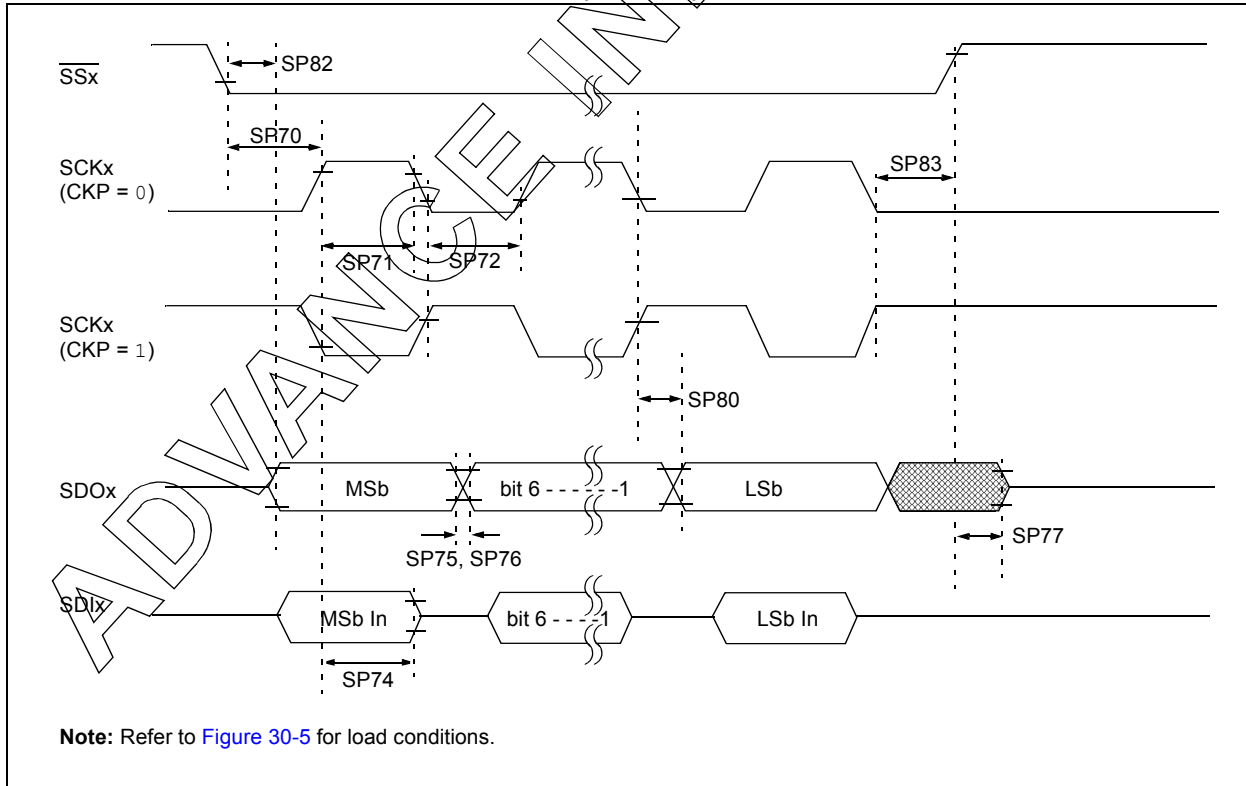 SSx
SP82
SP70
SCKx
(CKP = 0)
SP83
SP71
SP72
SCKx
(CKP = 1)
SP80
SDOx
MSb
bit 6 - - - - - -1
LSb
SP75, SP76
SP77
SDIx
MSb In
bit 6 - - - -1
LSb In
SP74
Note: Refer to Figure 30-5 for load conditions.
ADVANCE IN